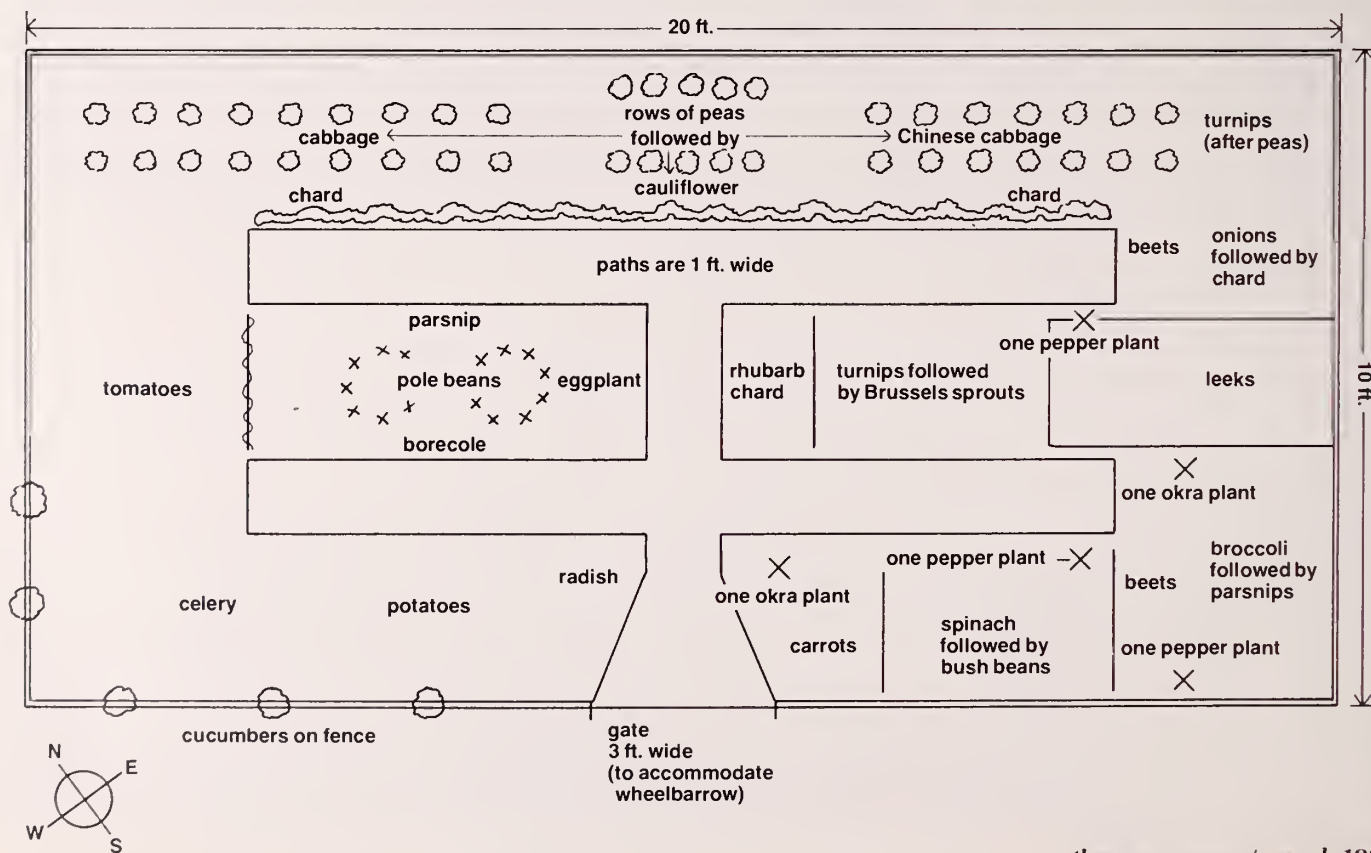 20 ft.
rows of peas
cabbage
followed by
Chinese cabbage
turnips
(after peas)
cauliflower
chard
chard
paths are 1 ft. wide
beets
onions
followed by
chard
parsnip
one pepper plant
tomatoes
pole beans
eggplant
rhubarb
chard
turnips followed
by Brussels sprouts
leeks
10 ft.
borecole
one okra plant
radish
one okra plant
one pepper plant
beets
broccoli
followed by
parsnips
celery
potatoes
carrots
spinach
followed by
bush beans
one pepper plant
cucumbers on fence
gate
3 ft. wide
(to accommodate
wheelbarrow)
N
E
W
S